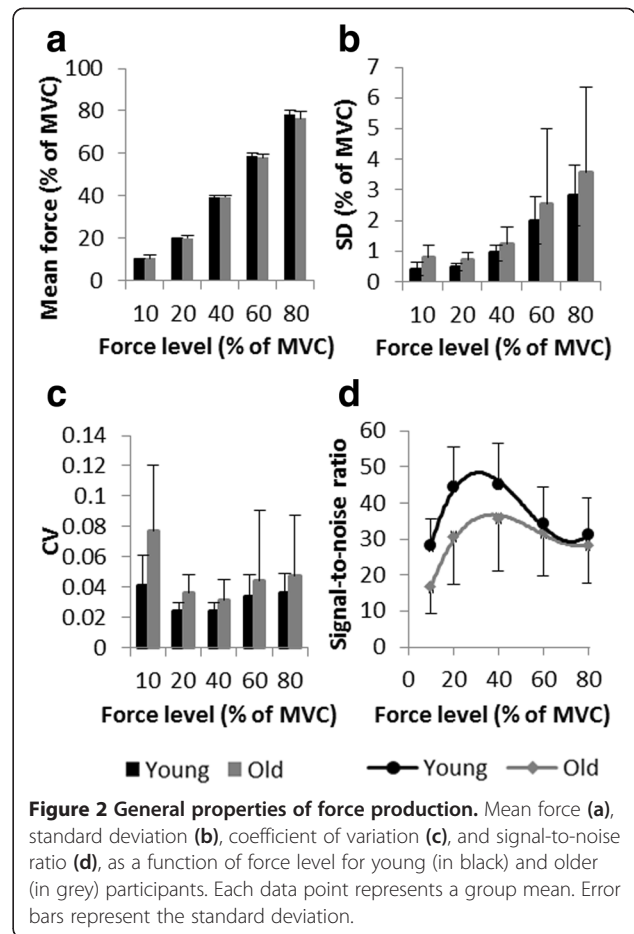 a
100
80
60
40
20
0
Mean force (% of MVC)
10 20 40 60 80
Force level (% of MVC)
b
7
6
5
4
3
2
1
0
SD (% of MVC)
10 20 40 60 80
Force level (% of MVC)
c
0.14
0.12
0.1
0.08
0.06
0.04
0.02
0
CV
10 20 40 60 80
Force level (% of MVC)
d
60
50
40
30
20
10
Signal-to-noise ratio
0 20 40 60 80
Force level (% of MVC)
Young Old
Young Old
Figure 2 General properties of force production. Mean force (a),
standard deviation (b), coefficient of variation (c), and signal-to-noise
ratio (d), as a function of force level for young (in black) and older
(in grey) participants. Each data point represents a group mean. Error
bars represent the standard deviation.